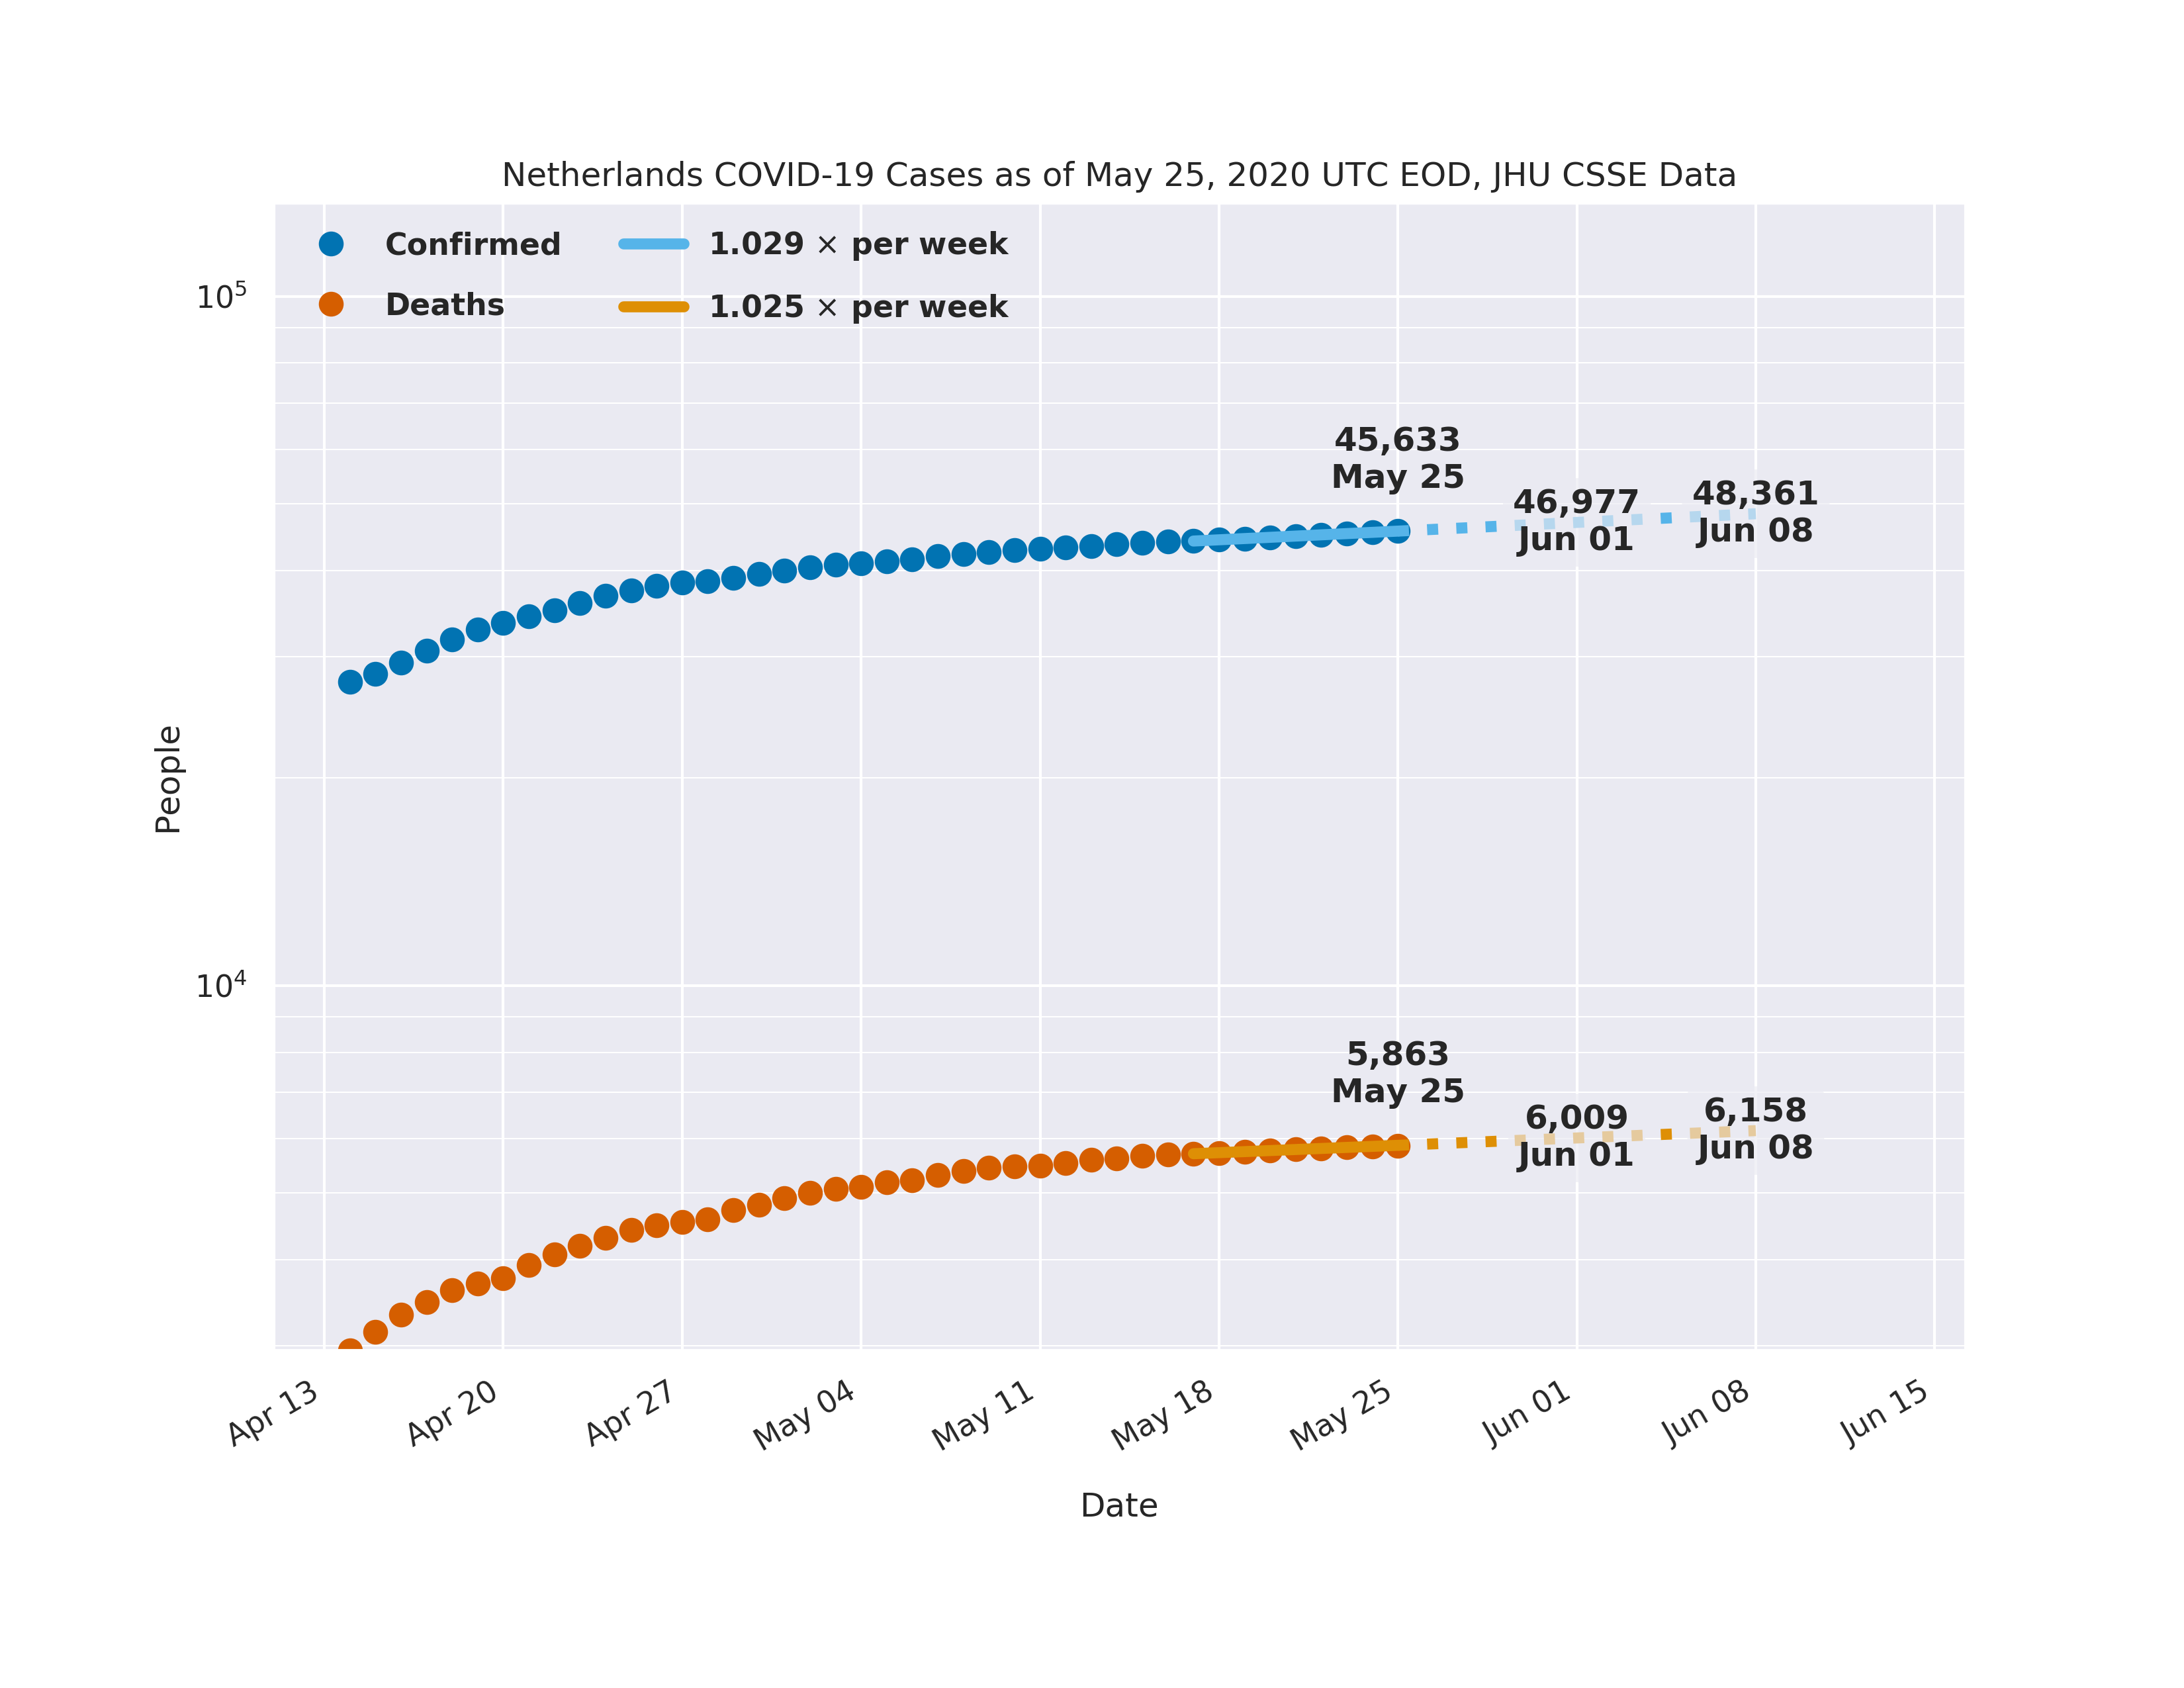 Netherlands COVID-19 Cases as of May 25, 2020 UTC EOD, JHU CSSE Data
Confirmed
Deaths
1.029 × per week
1.025 × per week
10⁵
10⁴
People
45,633
May 25
46,977
Jun 01
48,361
Jun 08
5,863
May 25
6,009
Jun 01
6,158
Jun 08
Apr 13
Apr 20
Apr 27
May 04
May 11
May 18
May 25
Jun 01
Jun 08
Jun 15
Date